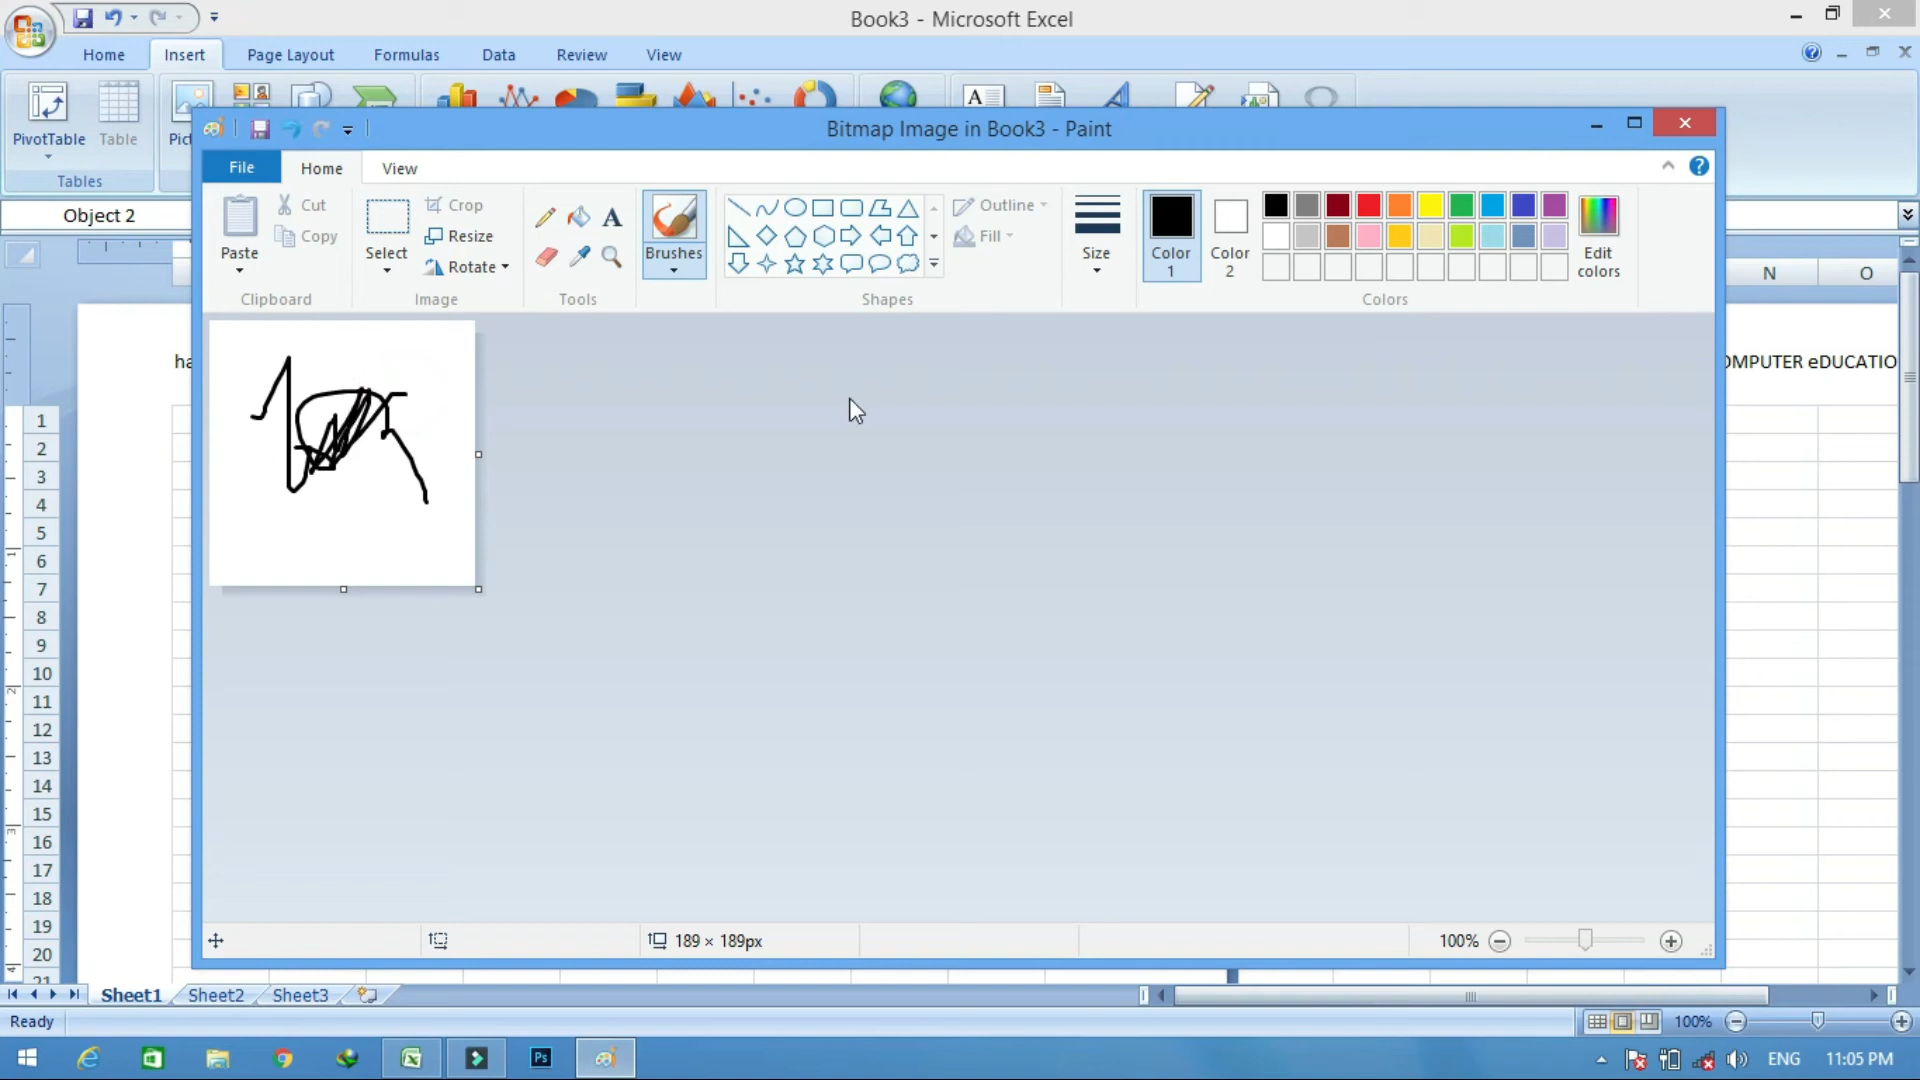 Book3 - Microsoft Excel
Home Insert Page Layout Formulas Data Review View
PivotTable Table
Tables
Object 2
Bitmap Image in Book3 - Paint
File Home View
Paste Cut Copy
Clipboard
Select Crop Resize Rotate
Image
Tools
Brushes
Shapes
Outline Fill
Size
Color 1 Color 2
Edit colors
Colors
N O
ha
OMPUTER eDUCATIO
1
2
3
4
5
6
7
8
9
10
11
12
13
14
15
16
17
18
19
20
21
189 × 189px 100%
Sheet1 Sheet2 Sheet3
Ready 100%
Ps ENG 11:05 PM